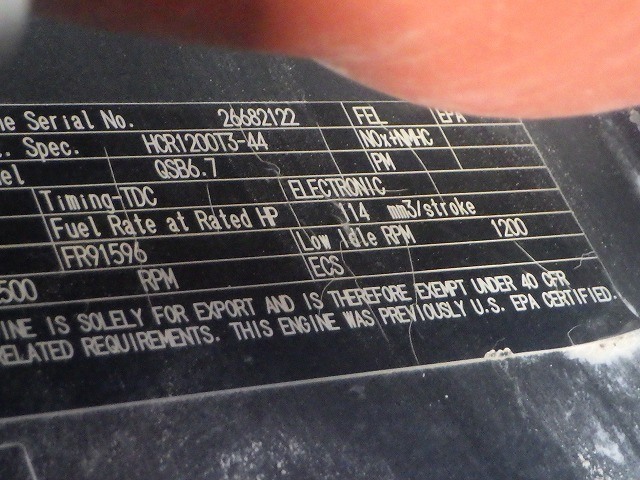 ne Serial No. 26682122 FEL EPA
. Spec. HCR1200T3-44 NOx+NMHC
el QSB6.7 PM
Timing-TDC ELECTRONIC
Fuel Rate at Rated HP 114 mm3/stroke
FR91596 Low Idle RPM 1200
500 RPM ECS
INE IS SOLELY FOR EXPORT AND IS THEREFORE EXEMPT UNDER 40 CFR
RELATED REQUIREMENTS. THIS ENGINE WAS PREVIOUSLY U.S. EPA CERTIFIED.